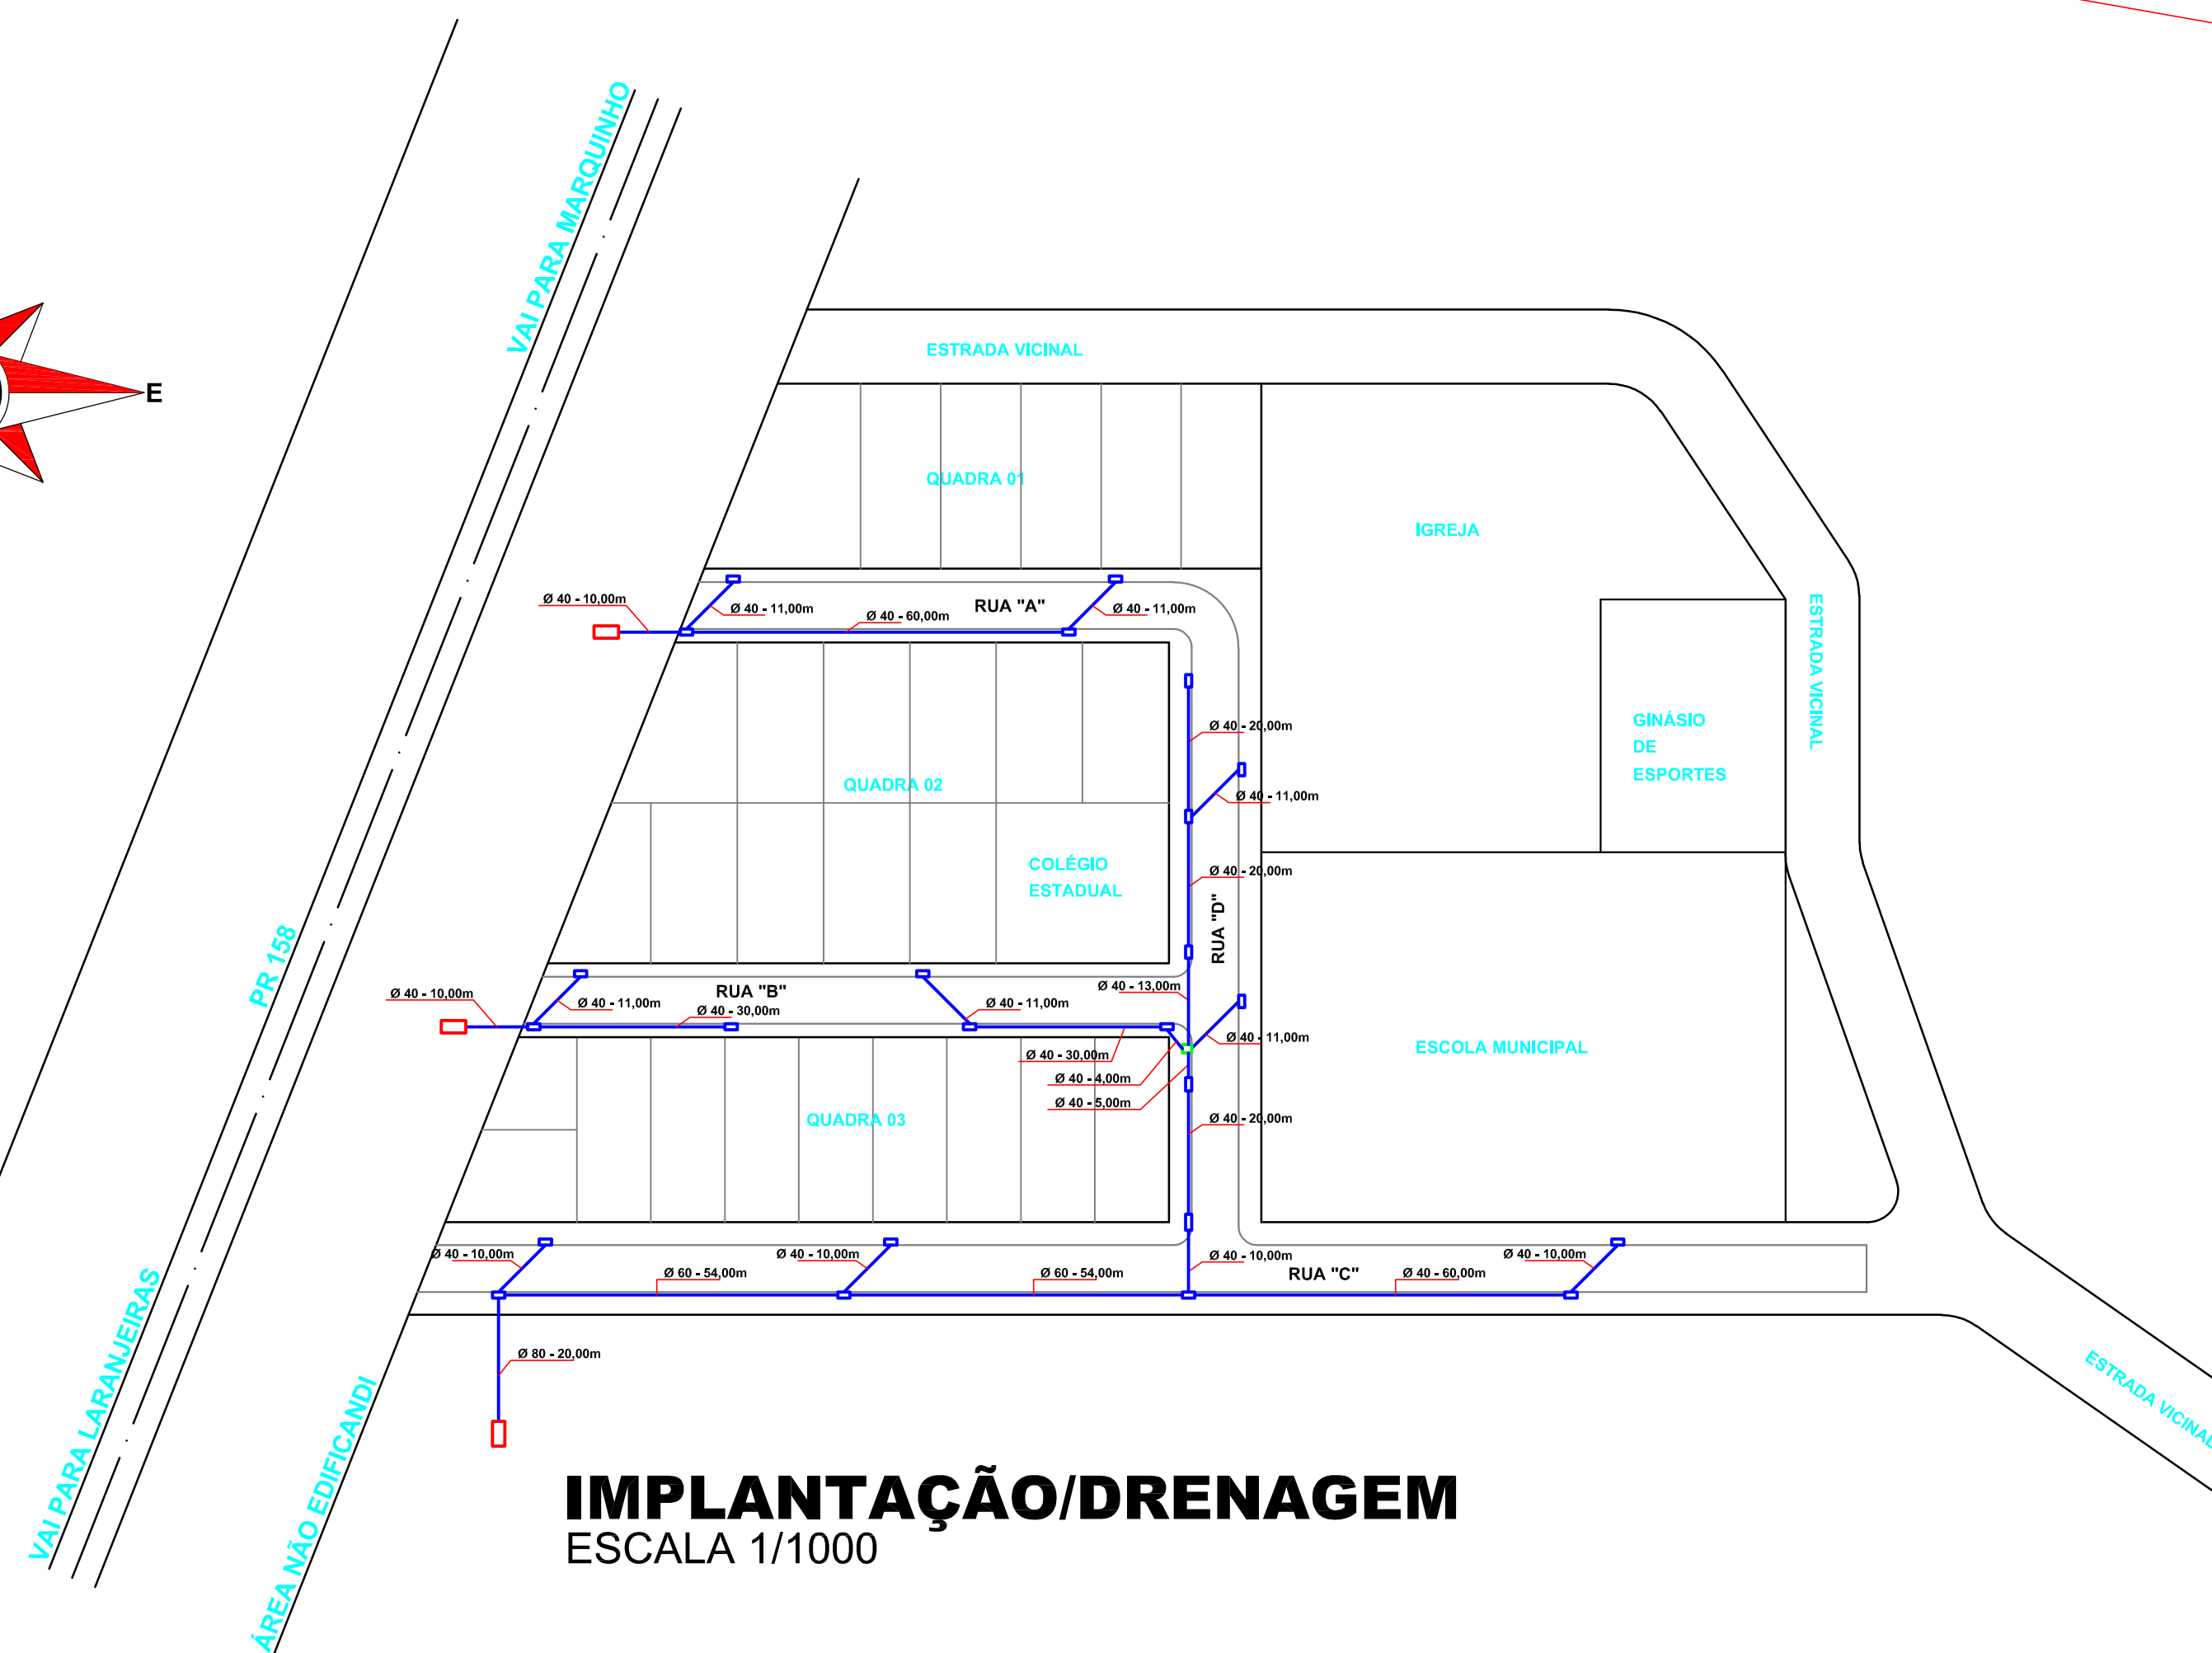 VAI PARA MARQUINHO
ESTRADA VICINAL
E
QUADRA 01
IGREJA
Ø 40 - 10,00m
Ø 40 - 11,00m
Ø 40 - 60,00m
RUA "A"
Ø 40 - 11,00m
ESTRADA VICINAL
Ø 40 - 20,00m
GINÁSIO
DE
ESPORTES
QUADRA 02
Ø 40 - 11,00m
COLÉGIO
ESTADUAL
Ø 40 - 20,00m
RUA "D"
PR 158
Ø 40 - 10,00m
RUA "B"
Ø 40 - 11,00m
Ø 40 - 30,00m
Ø 40 - 11,00m
Ø 40 - 13,00m
Ø 40 - 11,00m
ESCOLA MUNICIPAL
Ø 40 - 30,00m
Ø 40 - 4,00m
Ø 40 - 5,00m
QUADRA 03
Ø 40 - 20,00m
Ø 40 - 10,00m
Ø 40 - 10,00m
Ø 40 - 10,00m
Ø 40 - 10,00m
Ø 60 - 54,00m
Ø 60 - 54,00m
RUA "C"
Ø 40 - 60,00m
Ø 80 - 20,00m
VAI PARA LARANJEIRAS
ÁREA NÃO EDIFICANDI
ESTRADA VICINAL
IMPLANTAÇÃO/DRENAGEM
ESCALA 1/1000